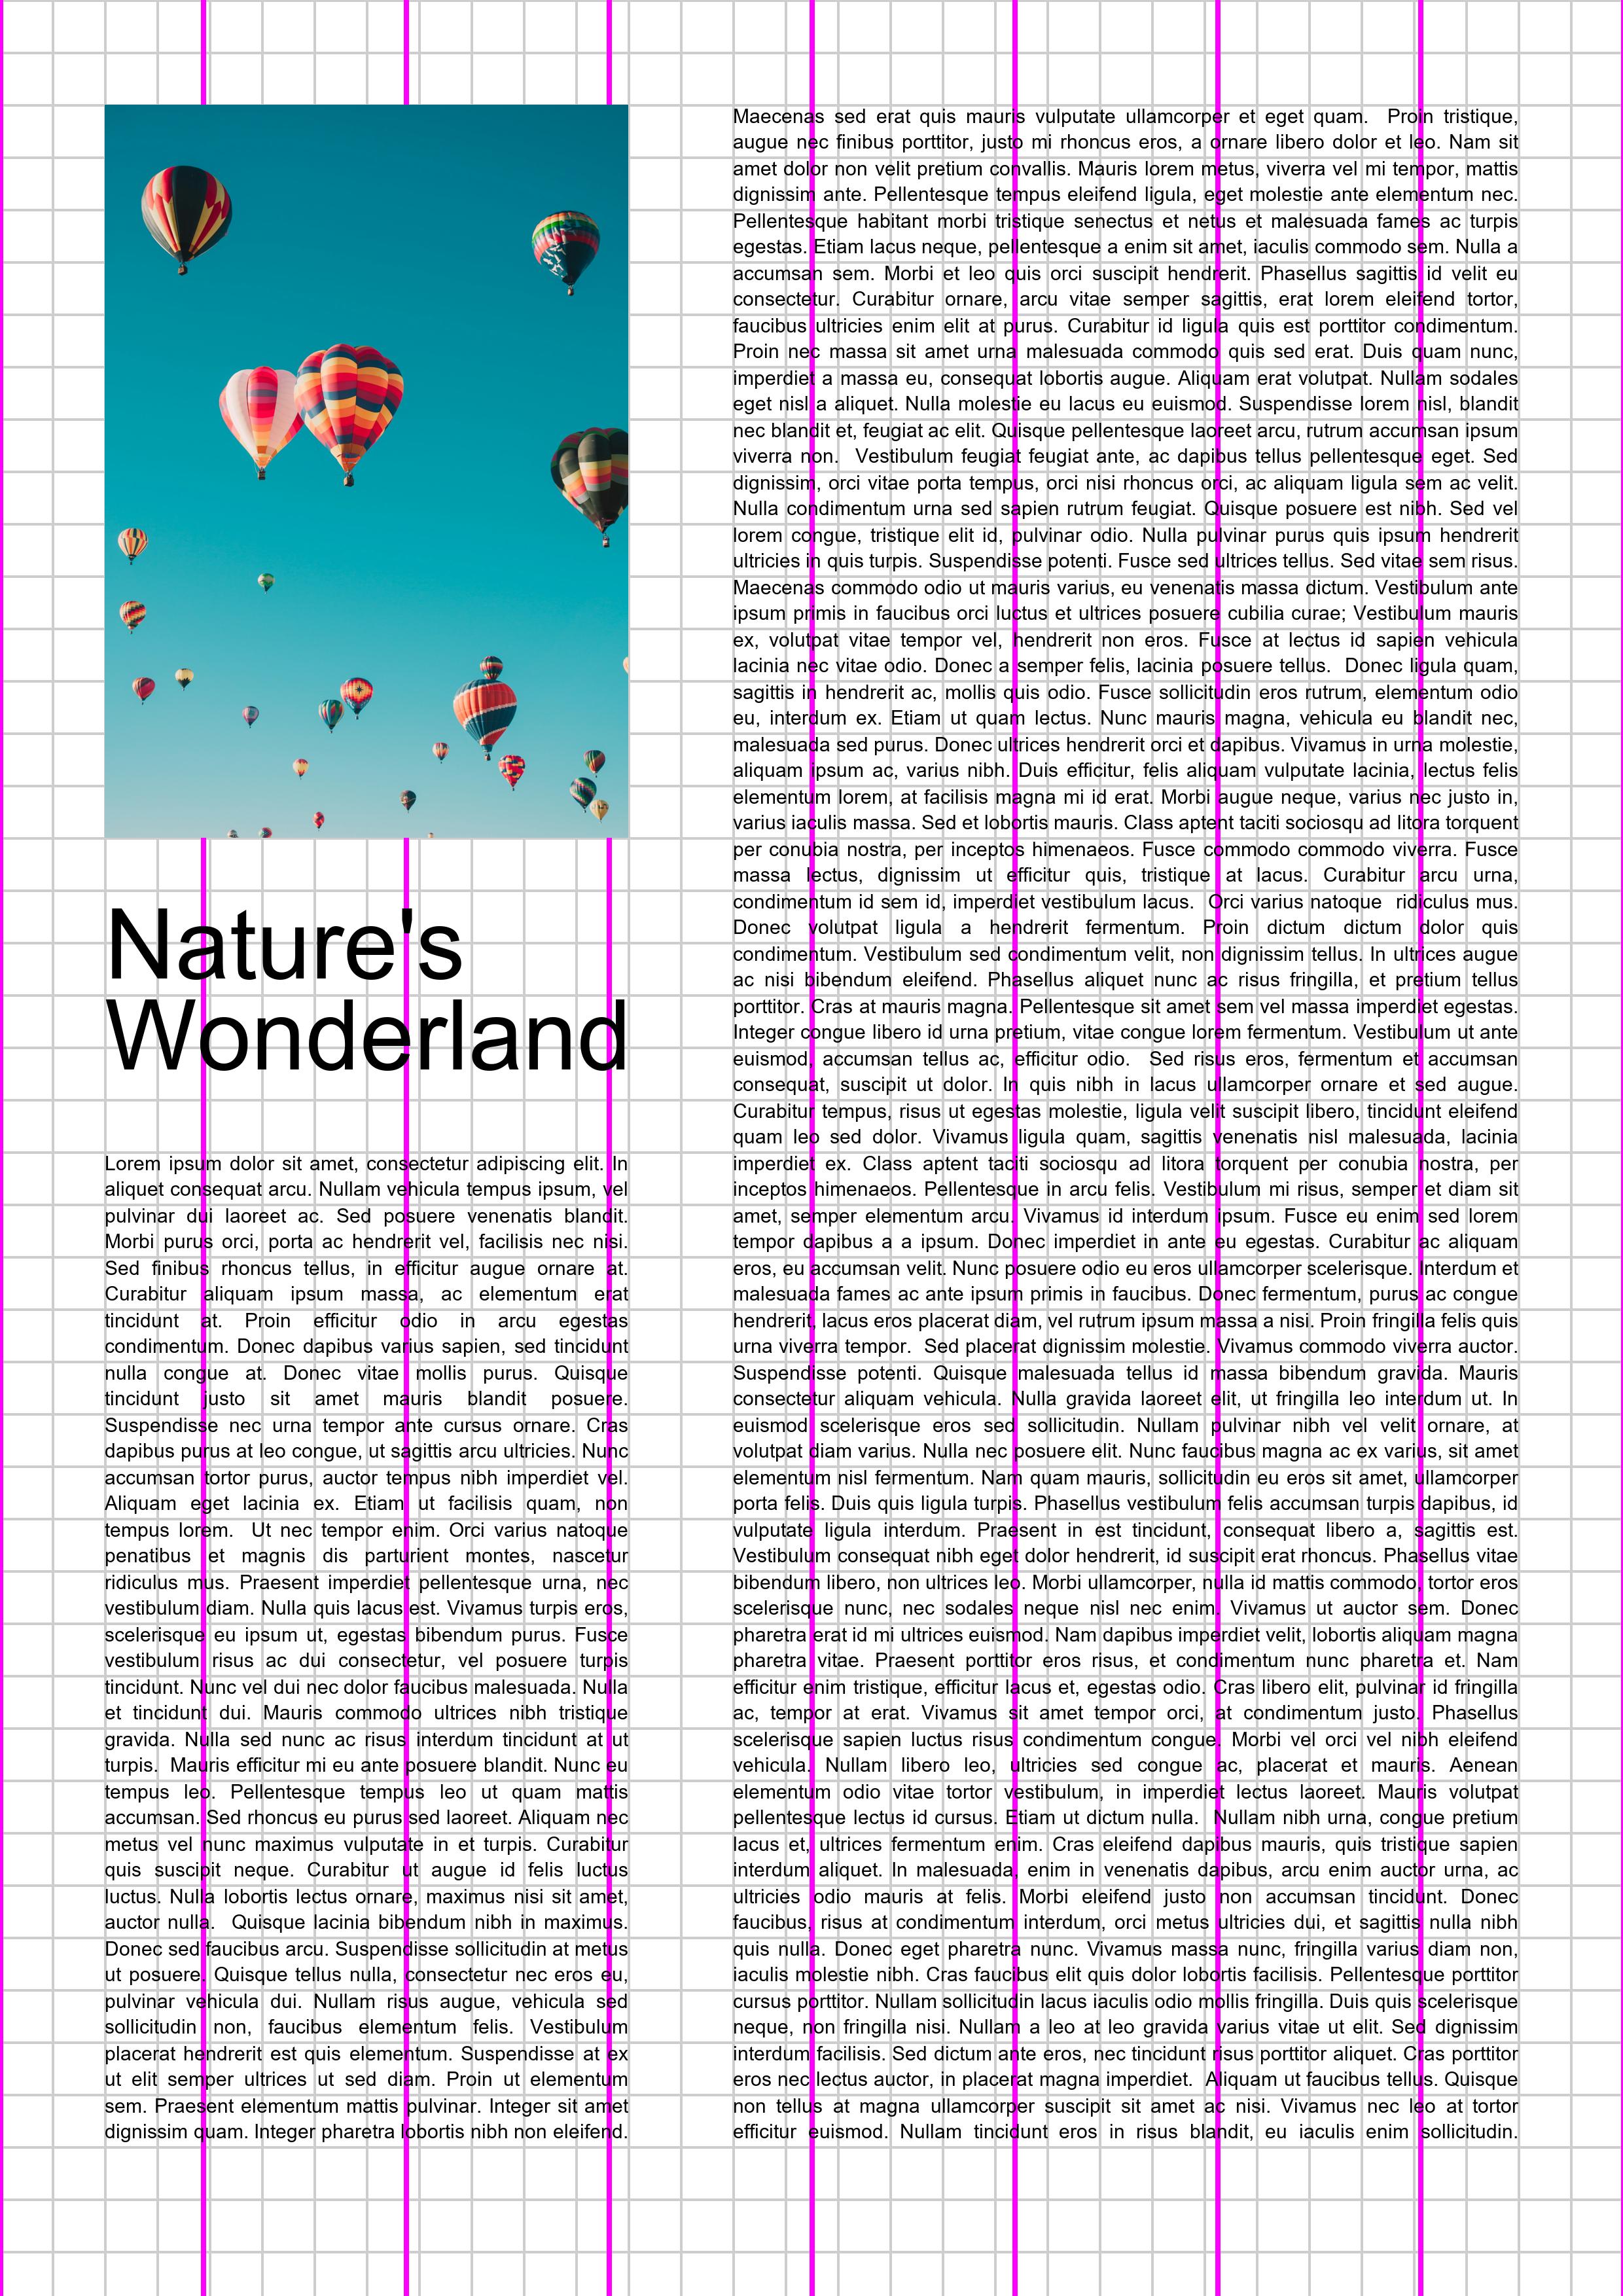 Nature's
Wonderland
Lorem ipsum dolor sit amet, consectetur adipiscing elit. In
aliquet consequat arcu. Nullam vehicula tempus ipsum, vel
pulvinar dui laoreet ac. Sed posuere venenatis blandit.
Morbi purus orci, porta ac hendrerit vel, facilisis nec nisi.
Sed finibus rhoncus tellus, in efficitur augue ornare at.
Curabitur aliquam ipsum massa, ac elementum erat
tincidunt at. Proin efficitur odio in arcu egestas
condimentum. Donec dapibus varius sapien, sed tincidunt
nulla congue at. Donec vitae mollis purus. Quisque
tincidunt justo sit amet mauris blandit posuere.
Suspendisse nec urna tempor ante cursus ornare. Cras
dapibus purus at leo congue, ut sagittis arcu ultricies. Nunc
accumsan tortor purus, auctor tempus nibh imperdiet vel.
Aliquam eget lacinia ex. Etiam ut facilisis quam, non
tempus lorem. Ut nec tempor enim. Orci varius natoque
penatibus et magnis dis parturient montes, nascetur
ridiculus mus. Praesent imperdiet pellentesque urna, nec
vestibulum diam. Nulla quis lacus est. Vivamus turpis eros,
scelerisque eu ipsum ut, egestas bibendum purus. Fusce
vestibulum risus ac dui consectetur, vel posuere turpis
tincidunt. Nunc vel dui nec dolor faucibus malesuada. Nulla
et tincidunt dui. Mauris commodo ultrices nibh tristique
gravida. Nulla sed nunc ac risus interdum tincidunt at ut
turpis. Mauris efficitur mi eu ante posuere blandit. Nunc eu
tempus leo. Pellentesque tempus leo ut quam mattis
accumsan. Sed rhoncus eu purus sed laoreet. Aliquam nec
metus vel nunc maximus vulputate in et turpis. Curabitur
quis suscipit neque. Curabitur ut augue id felis luctus
luctus. Nulla lobortis lectus ornare, maximus nisi sit amet,
auctor nulla. Quisque lacinia bibendum nibh in maximus.
Donec sed faucibus arcu. Suspendisse sollicitudin at metus
ut posuere. Quisque tellus nulla, consectetur nec eros eu,
pulvinar vehicula dui. Nullam risus augue, vehicula sed
sollicitudin non, faucibus elementum felis. Vestibulum
placerat hendrerit est quis elementum. Suspendisse at ex
ut elit semper ultrices ut sed diam. Proin ut elementum
sem. Praesent elementum mattis pulvinar. Integer sit amet
dignissim quam. Integer pharetra lobortis nibh non eleifend.
Maecenas sed erat quis mauris vulputate ullamcorper et eget quam. Proin tristique,
augue nec finibus porttitor, justo mi rhoncus eros, a ornare libero dolor et leo. Nam sit
amet dolor non velit pretium convallis. Mauris lorem metus, viverra vel mi tempor, mattis
dignissim ante. Pellentesque tempus eleifend ligula, eget molestie ante elementum nec.
Pellentesque habitant morbi tristique senectus et netus et malesuada fames ac turpis
egestas. Etiam lacus neque, pellentesque a enim sit amet, iaculis commodo sem. Nulla a
accumsan sem. Morbi et leo quis orci suscipit hendrerit. Phasellus sagittis id velit eu
consectetur. Curabitur ornare, arcu vitae semper sagittis, erat lorem eleifend tortor,
faucibus ultricies enim elit at purus. Curabitur id ligula quis est porttitor condimentum.
Proin nec massa sit amet urna malesuada commodo quis sed erat. Duis quam nunc,
imperdiet a massa eu, consequat lobortis augue. Aliquam erat volutpat. Nullam sodales
eget nisl a aliquet. Nulla molestie eu lacus eu euismod. Suspendisse lorem nisl, blandit
nec blandit et, feugiat ac elit. Quisque pellentesque laoreet arcu, rutrum accumsan ipsum
viverra non. Vestibulum feugiat feugiat ante, ac dapibus tellus pellentesque eget. Sed
dignissim, orci vitae porta tempus, orci nisi rhoncus orci, ac aliquam ligula sem ac velit.
Nulla condimentum urna sed sapien rutrum feugiat. Quisque posuere est nibh. Sed vel
lorem congue, tristique elit id, pulvinar odio. Nulla pulvinar purus quis ipsum hendrerit
ultricies in quis turpis. Suspendisse potenti. Fusce sed ultrices tellus. Sed vitae sem risus.
Maecenas commodo odio ut mauris varius, eu venenatis massa dictum. Vestibulum ante
ipsum primis in faucibus orci luctus et ultrices posuere cubilia curae; Vestibulum mauris
ex, volutpat vitae tempor vel, hendrerit non eros. Fusce at lectus id sapien vehicula
lacinia nec vitae odio. Donec a semper felis, lacinia posuere tellus. Donec ligula quam,
sagittis in hendrerit ac, mollis quis odio. Fusce sollicitudin eros rutrum, elementum odio
eu, interdum ex. Etiam ut quam lectus. Nunc mauris magna, vehicula eu blandit nec,
malesuada sed purus. Donec ultrices hendrerit orci et dapibus. Vivamus in urna molestie,
aliquam ipsum ac, varius nibh. Duis efficitur, felis aliquam vulputate lacinia, lectus felis
elementum lorem, at facilisis magna mi id erat. Morbi augue neque, varius nec justo in,
varius iaculis massa. Sed et lobortis mauris. Class aptent taciti sociosqu ad litora torquent
per conubia nostra, per inceptos himenaeos. Fusce commodo commodo viverra. Fusce
massa lectus, dignissim ut efficitur quis, tristique at lacus. Curabitur arcu urna,
condimentum id sem id, imperdiet vestibulum lacus. Orci varius natoque ridiculus mus.
Donec volutpat ligula a hendrerit fermentum. Proin dictum dictum dolor quis
condimentum. Vestibulum sed condimentum velit, non dignissim tellus. In ultrices augue
ac nisi bibendum eleifend. Phasellus aliquet nunc ac risus fringilla, et pretium tellus
porttitor. Cras at mauris magna. Pellentesque sit amet sem vel massa imperdiet egestas.
Integer congue libero id urna pretium, vitae congue lorem fermentum. Vestibulum ut ante
euismod, accumsan tellus ac, efficitur odio. Sed risus eros, fermentum et accumsan
consequat, suscipit ut dolor. In quis nibh in lacus ullamcorper ornare et sed augue.
Curabitur tempus, risus ut egestas molestie, ligula velit suscipit libero, tincidunt eleifend
quam leo sed dolor. Vivamus ligula quam, sagittis venenatis nisl malesuada, lacinia
imperdiet ex. Class aptent taciti sociosqu ad litora torquent per conubia nostra, per
inceptos himenaeos. Pellentesque in arcu felis. Vestibulum mi risus, semper et diam sit
amet, semper elementum arcu. Vivamus id interdum ipsum. Fusce eu enim sed lorem
tempor dapibus a a ipsum. Donec imperdiet in ante eu egestas. Curabitur ac aliquam
eros, eu accumsan velit. Nunc posuere odio eu eros ullamcorper scelerisque. Interdum et
malesuada fames ac ante ipsum primis in faucibus. Donec fermentum, purus ac congue
hendrerit, lacus eros placerat diam, vel rutrum ipsum massa a nisi. Proin fringilla felis quis
urna viverra tempor. Sed placerat dignissim molestie. Vivamus commodo viverra auctor.
Suspendisse potenti. Quisque malesuada tellus id massa bibendum gravida. Mauris
consectetur aliquam vehicula. Nulla gravida laoreet elit, ut fringilla leo interdum ut. In
euismod scelerisque eros sed sollicitudin. Nullam pulvinar nibh vel velit ornare, at
volutpat diam varius. Nulla nec posuere elit. Nunc faucibus magna ac ex varius, sit amet
elementum nisl fermentum. Nam quam mauris, sollicitudin eu eros sit amet, ullamcorper
porta felis. Duis quis ligula turpis. Phasellus vestibulum felis accumsan turpis dapibus, id
vulputate ligula interdum. Praesent in est tincidunt, consequat libero a, sagittis est.
Vestibulum consequat nibh eget dolor hendrerit, id suscipit erat rhoncus. Phasellus vitae
bibendum libero, non ultrices leo. Morbi ullamcorper, nulla id mattis commodo, tortor eros
scelerisque nunc, nec sodales neque nisl nec enim. Vivamus ut auctor sem. Donec
pharetra erat id mi ultrices euismod. Nam dapibus imperdiet velit, lobortis aliquam magna
pharetra vitae. Praesent porttitor eros risus, et condimentum nunc pharetra et. Nam
efficitur enim tristique, efficitur lacus et, egestas odio. Cras libero elit, pulvinar id fringilla
ac, tempor at erat. Vivamus sit amet tempor orci, at condimentum justo. Phasellus
scelerisque sapien luctus risus condimentum congue. Morbi vel orci vel nibh eleifend
vehicula. Nullam libero leo, ultricies sed congue ac, placerat et mauris. Aenean
elementum odio vitae tortor vestibulum, in imperdiet lectus laoreet. Mauris volutpat
pellentesque lectus id cursus. Etiam ut dictum nulla. Nullam nibh urna, congue pretium
lacus et, ultrices fermentum enim. Cras eleifend dapibus mauris, quis tristique sapien
interdum aliquet. In malesuada, enim in venenatis dapibus, arcu enim auctor urna, ac
ultricies odio mauris at felis. Morbi eleifend justo non accumsan tincidunt. Donec
faucibus, risus at condimentum interdum, orci metus ultricies dui, et sagittis nulla nibh
quis nulla. Donec eget pharetra nunc. Vivamus massa nunc, fringilla varius diam non,
iaculis molestie nibh. Cras faucibus elit quis dolor lobortis facilisis. Pellentesque porttitor
cursus porttitor. Nullam sollicitudin lacus iaculis odio mollis fringilla. Duis quis scelerisque
neque, non fringilla nisi. Nullam a leo at leo gravida varius vitae ut elit. Sed dignissim
interdum facilisis. Sed dictum ante eros, nec tincidunt risus porttitor aliquet. Cras porttitor
eros nec lectus auctor, in placerat magna imperdiet. Aliquam ut faucibus tellus. Quisque
non tellus at magna ullamcorper suscipit sit amet ac nisi. Vivamus nec leo at tortor
efficitur euismod. Nullam tincidunt eros in risus blandit, eu iaculis enim sollicitudin.